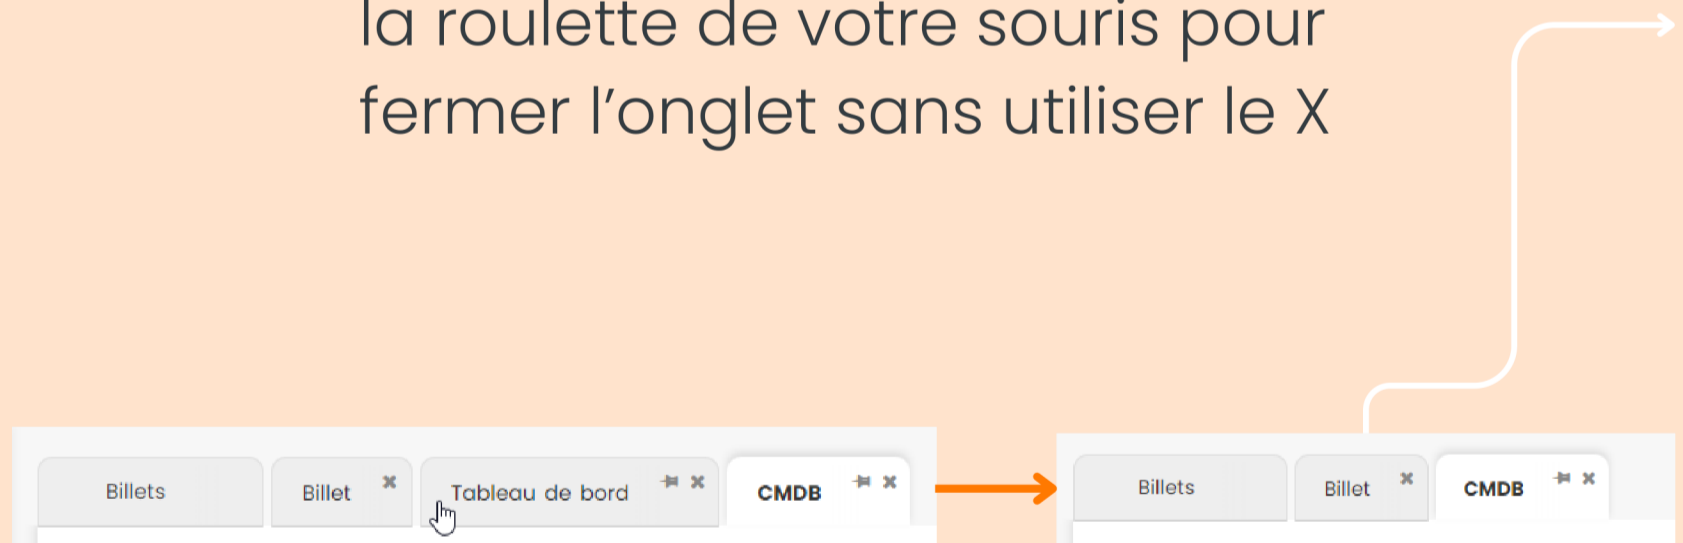 la roulette de votre souris pour
fermer l’onglet sans utiliser le X
Billets
Billet
Tableau de bord
CMDB
Billets
Billet
CMDB